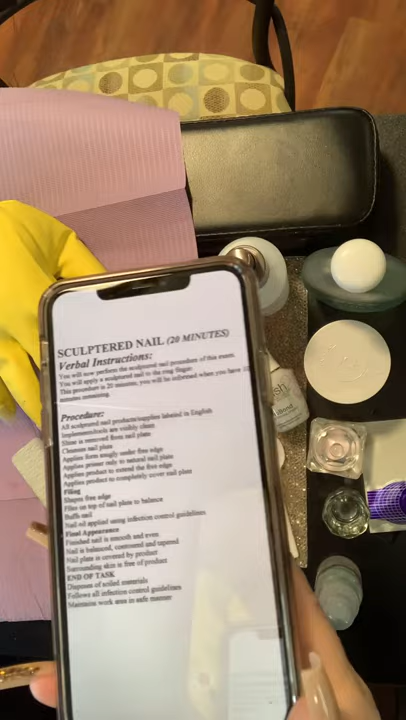 SCULPTERED NAIL (20 MINUTES)
Verbal Instructions:
You will now perform the sculptured nail procedure of this exam.
You will apply a sculptured nail to the ring finger.
This procedure is 20 minutes, you will be informed when you have 10
minutes remaining.
Procedure:
All sculptured nail products/supplies labeled in English
Implements/tools are visibly clean
Shine is removed from nail plate
Cleanses nail plate
Applies form snugly under free edge
Applies primer only to natural nail plate
Applies product to extend the free edge
Applies product to completely cover nail plate
Filing
Shapes free edge
Files on top of nail plate to balance
Buffs nail
Nail oil applied using infection control guidelines
Final Appearance
Finished nail is smooth and even.
Nail is balanced, contoured and tapered
Nail plate is covered by product
Surrounding skin is free of product
END OF TASK
Disposes of soiled materials
Follows all infection control guidelines
Maintains work area in safe manner